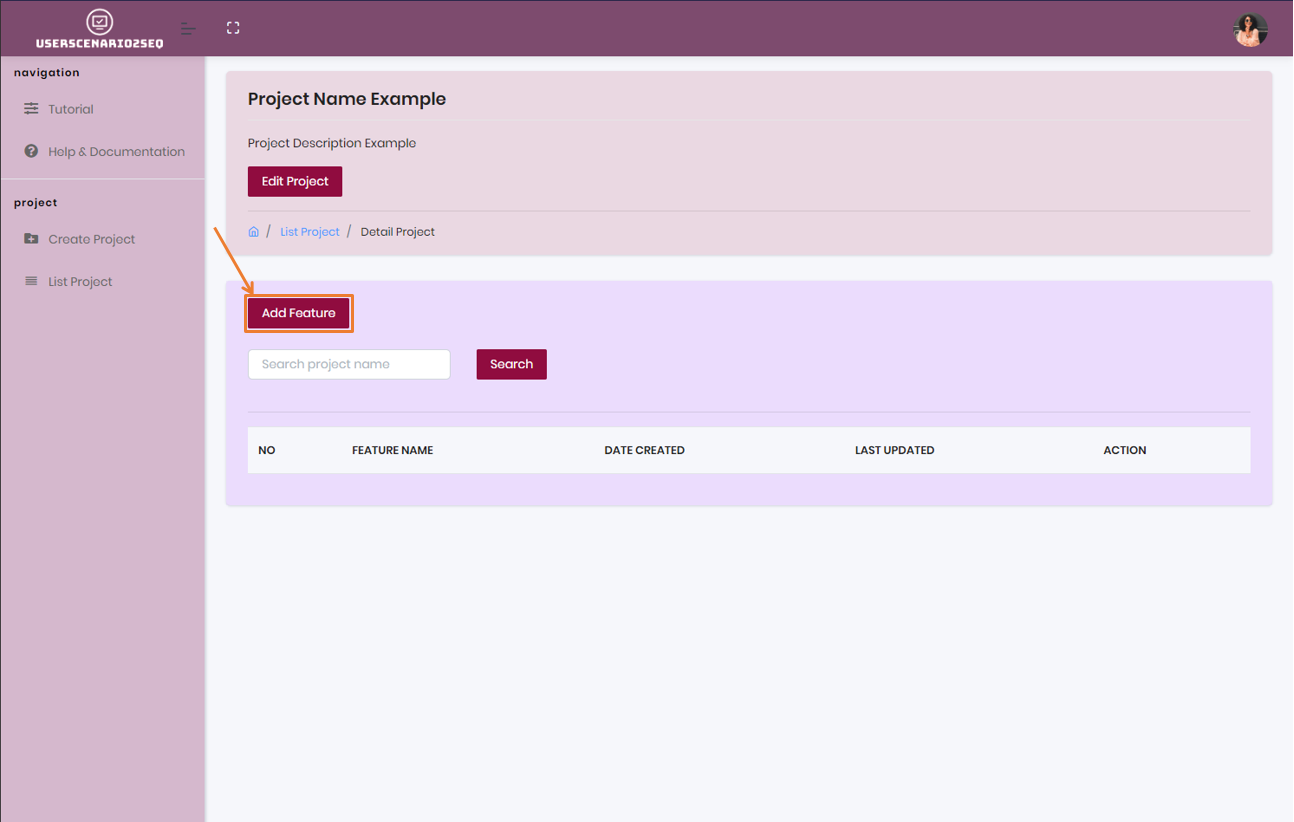 USERSCENARIO2SEQ
navigation
Tutorial
Help & Documentation
project
Create Project
List Project
Project Name Example
Project Description Example
Edit Project
/ List Project / Detail Project
Add Feature
Search project name Search
NO FEATURE NAME DATE CREATED LAST UPDATED ACTION